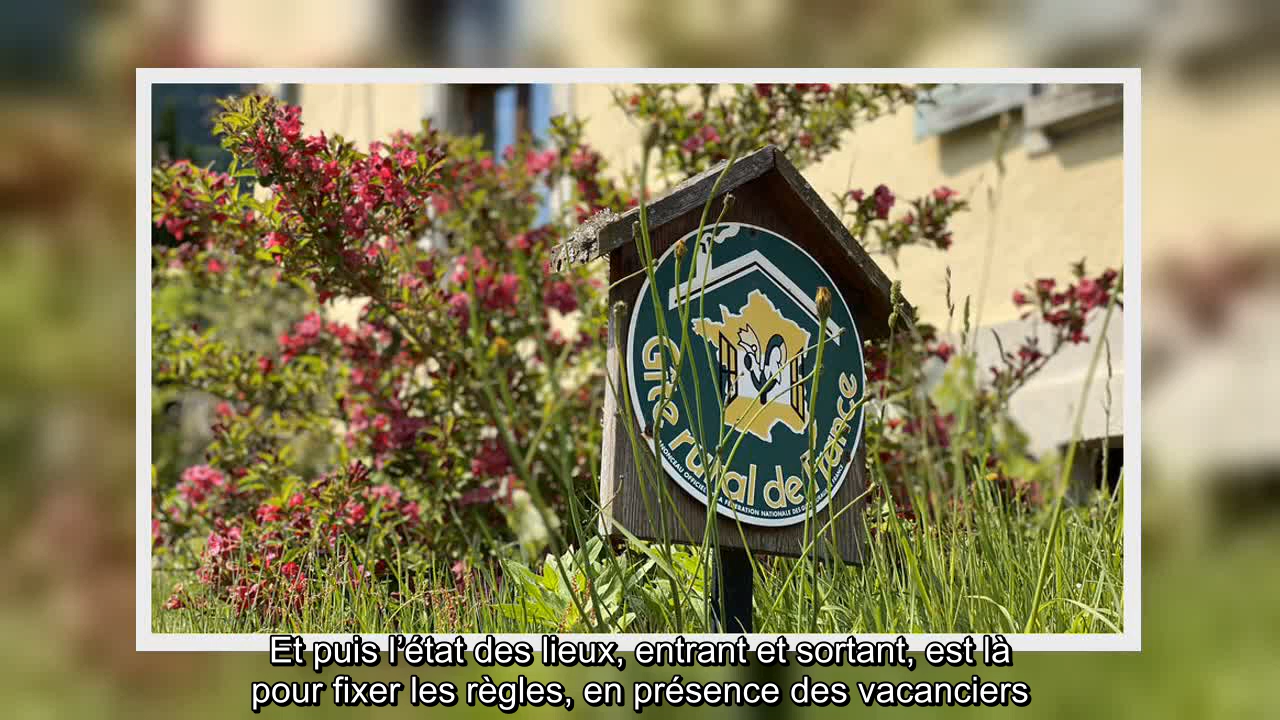 Gîte rural de France
Et puis l’état des lieux, entrant et sortant, est là
pour fixer les règles, en présence des vacanciers